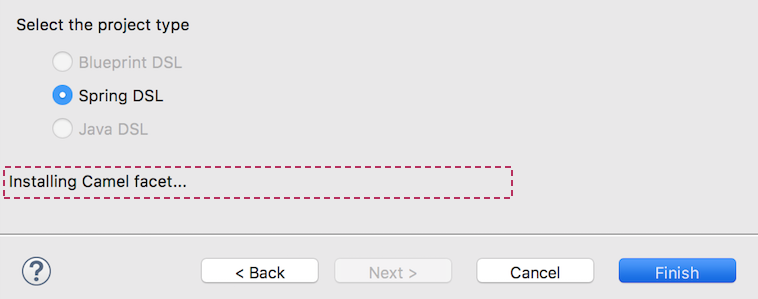 Select the project type
Blueprint DSL
Spring DSL
Java DSL
Installing Camel facet...
?
< Back
Next >
Cancel
Finish